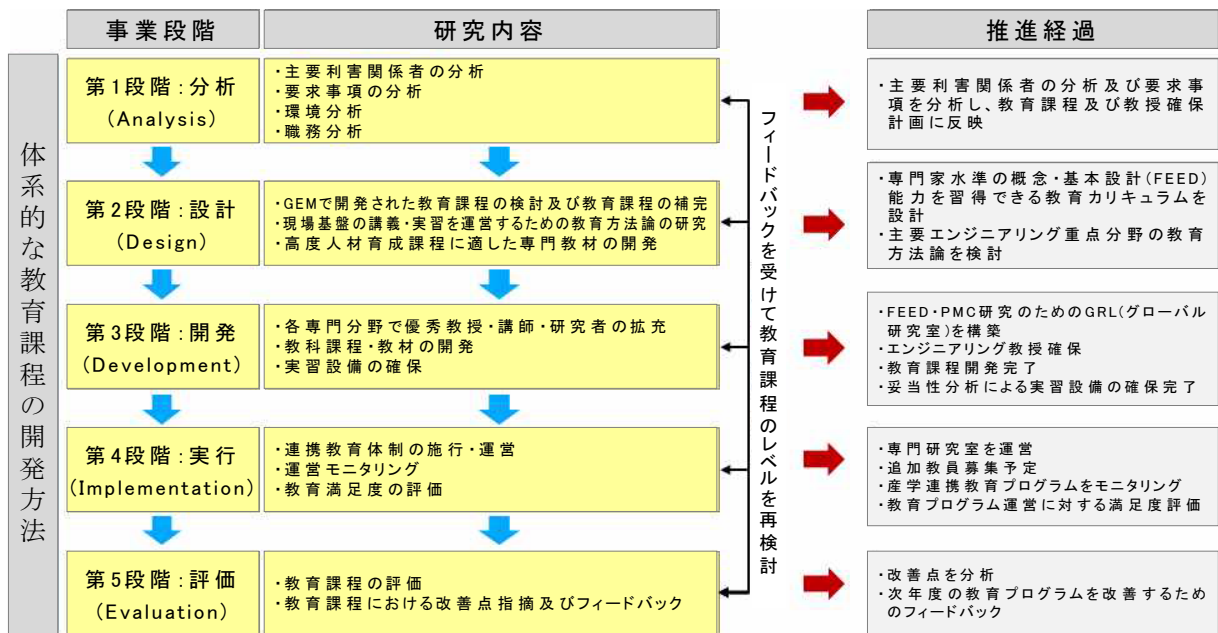 事業段階
研究内容
推進経過
体系的な教育課程の開発方法
第1段階:分析
(Analysis)
・主要利害関係者の分析
・要求事項の分析
・環境分析
・職務分析
・主要利害関係者の分析及び要求事
項を分析し、教育課程及び教授確保
計画に反映
第2段階:設計
(Design)
・GEMで開発された教育課程の検討及び教育課程の補完
・現場基盤の講義・実習を運営するための教育方法論の研究
・高度人材育成課程に適した専門教材の開発
・専門家水準の概念・基本設計(FEED)
能力を習得できる教育カリキュラムを
設計
・主要エンジニアリング重点分野の教育
方法論を検討
第3段階:開発
(Development)
・各専門分野で優秀教授・講師・研究者の拡充
・教科課程・教材の開発
・実習設備の確保
・FEED・PMC研究のためのGRL(グローバル
研究室)を構築
・エンジニアリング教授確保
・教育課程開発完了
・妥当性分析による実習設備の確保完了
第4段階:実行
(Implementation)
・連携教育体制の施行・運営
・運営モニタリング
・教育満足度の評価
・専門研究室を運営
・追加教員募集予定
・産学連携教育プログラムをモニタリング
・教育プログラム運営に対する満足度評価
第5段階:評価
(Evaluation)
・教育課程の評価
・教育課程における改善点指摘及びフィードバック
・改善点を分析
・次年度の教育プログラムを改善するため
のフィードバック
フィードバックを受けて教育課程のレベルを再検討